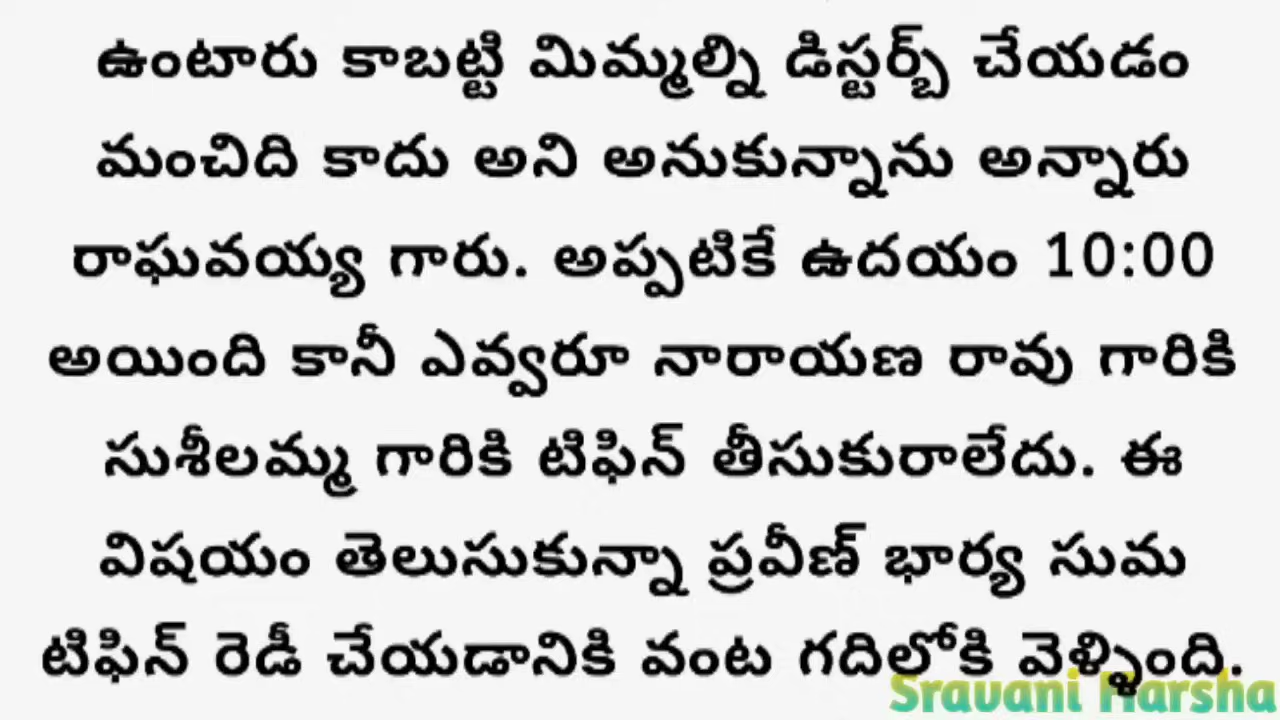 ఉంటారు కాబట్టి మిమ్మల్ని డిస్టర్బ్ చేయడం
మంచిది కాదు అని అనుకున్నాను అన్నారు
రాఘవయ్య గారు. అప్పటికే ఉదయం 10:00
అయింది కానీ ఎవ్వరూ నారాయణ రావు గారికి
సుశీలమ్మ గారికి టిఫిన్ తీసుకురాలేదు. ఈ
విషయం తెలుసుకున్నా ప్రవీణ్ భార్య సుమ
టిఫిన్ రెడీ చేయడానికి వంట గదిలోకి వెళ్ళింది.
Sravani Harsha